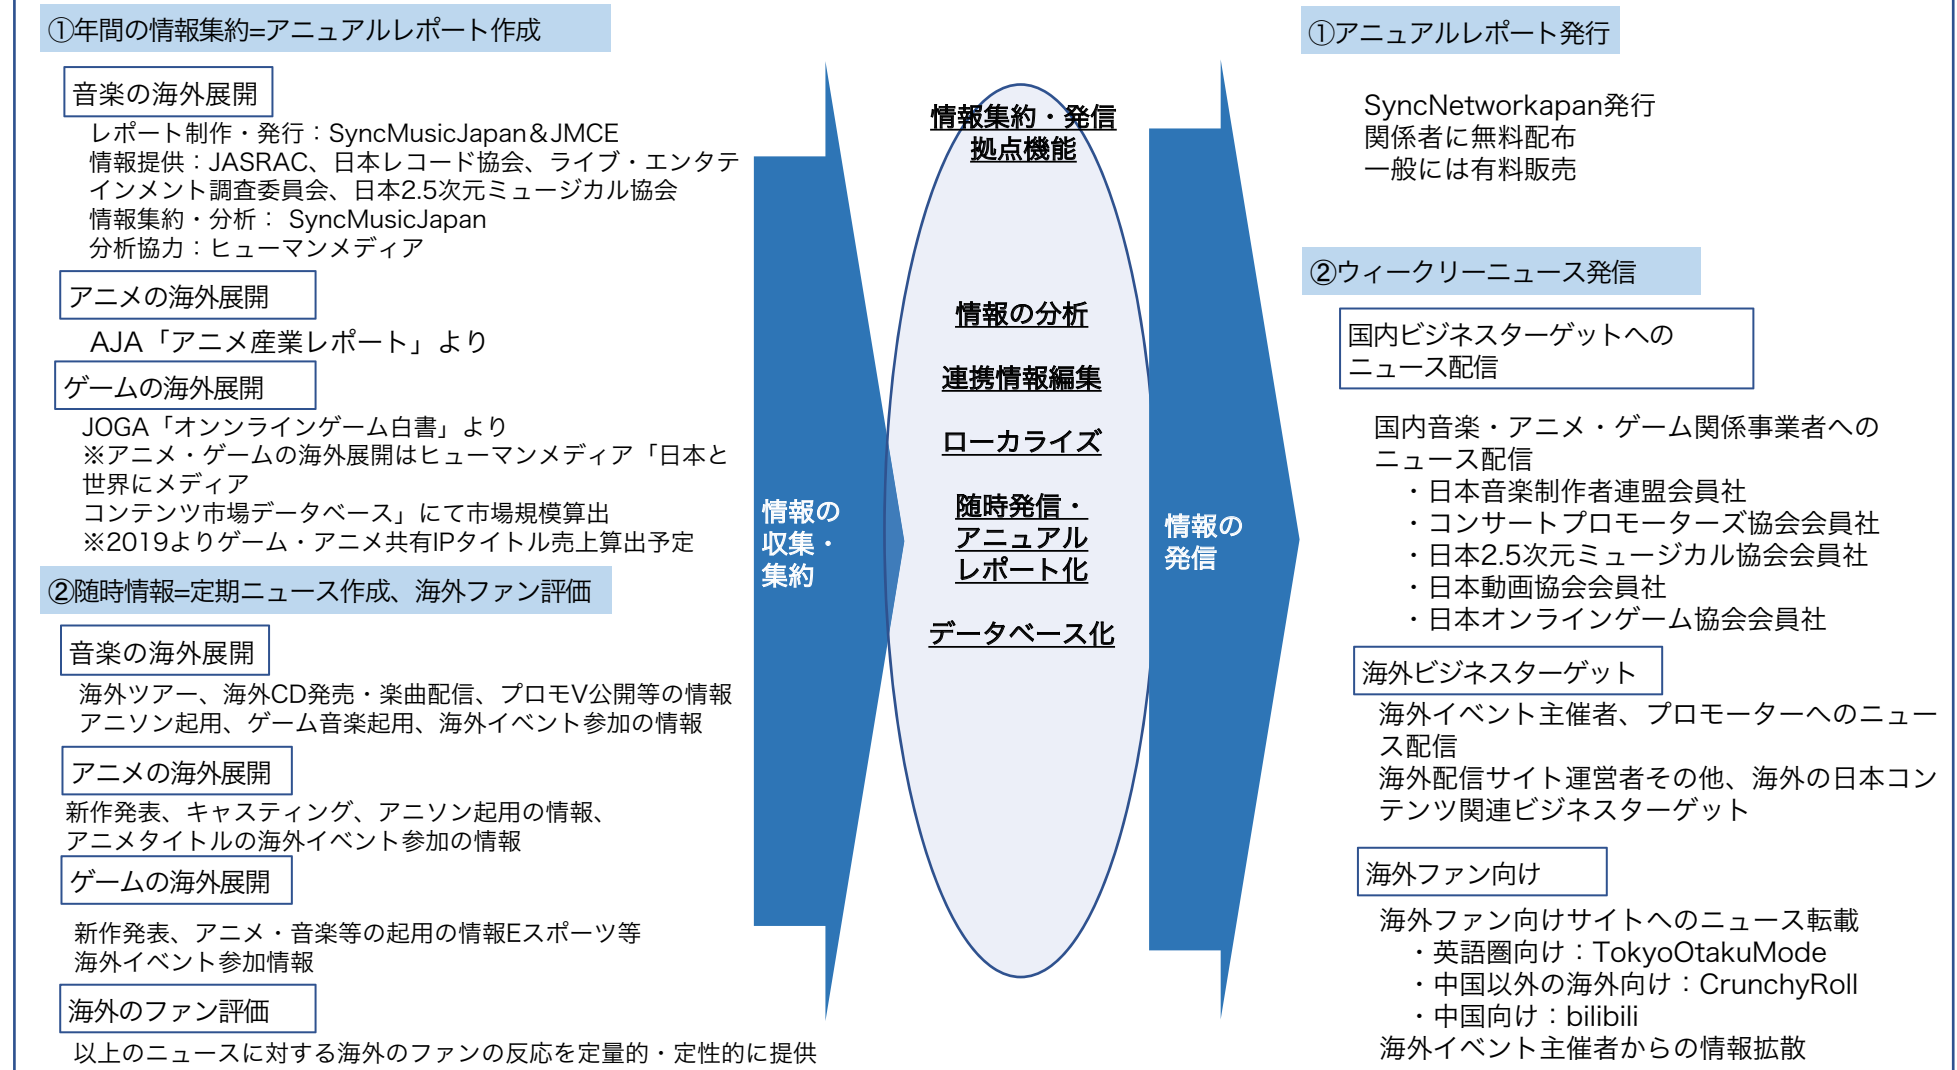 ①年間の情報集約=アニュアルレポート作成
音楽の海外展開
レポート制作・発行：SyncMusicJapan＆JMCE
情報提供：JASRAC、日本レコード協会、ライブ・エンタテ
インメント調査委員会、日本2.5次元ミュージカル協会
情報集約・分析： SyncMusicJapan
分析協力：ヒューマンメディア
アニメの海外展開
AJA「アニメ産業レポート」より
ゲームの海外展開
JOGA「オンンラインゲーム白書」より
※アニメ・ゲームの海外展開はヒューマンメディア「日本と
世界にメディア
コンテンツ市場データベース」にて市場規模算出
※2019よりゲーム・アニメ共有IPタイトル売上算出予定
②随時情報=定期ニュース作成、海外ファン評価
音楽の海外展開
海外ツアー、海外CD発売・楽曲配信、プロモV公開等の情報
アニソン起用、ゲーム音楽起用、海外イベント参加の情報
アニメの海外展開
新作発表、キャスティング、アニソン起用の情報、
アニメタイトルの海外イベント参加の情報
ゲームの海外展開
新作発表、アニメ・音楽等の起用の情報Eスポーツ等
海外イベント参加情報
海外のファン評価
以上のニュースに対する海外のファンの反応を定量的・定性的に提供
情報の
収集・
集約
情報集約・発信
拠点機能
情報の分析
連携情報編集
ローカライズ
随時発信・
アニュアル
レポート化
データベース化
情報の
発信
①アニュアルレポート発行
SyncNetworkapan発行
関係者に無料配布
一般には有料販売
②ウィークリーニュース発信
国内ビジネスターゲットへの
ニュース配信
国内音楽・アニメ・ゲーム関係事業者への
ニュース配信
・日本音楽制作者連盟会員社
・コンサートプロモーターズ協会会員社
・日本2.5次元ミュージカル協会会員社
・日本動画協会会員社
・日本オンラインゲーム協会会員社
海外ビジネスターゲット
海外イベント主催者、プロモーターへのニュー
ス配信
海外配信サイト運営者その他、海外の日本コン
テンツ関連ビジネスターゲット
海外ファン向け
海外ファン向けサイトへのニュース転載
・英語圏向け：TokyoOtakuMode
・中国以外の海外向け：CrunchyRoll
・中国向け：bilibili
海外イベント主催者からの情報拡散